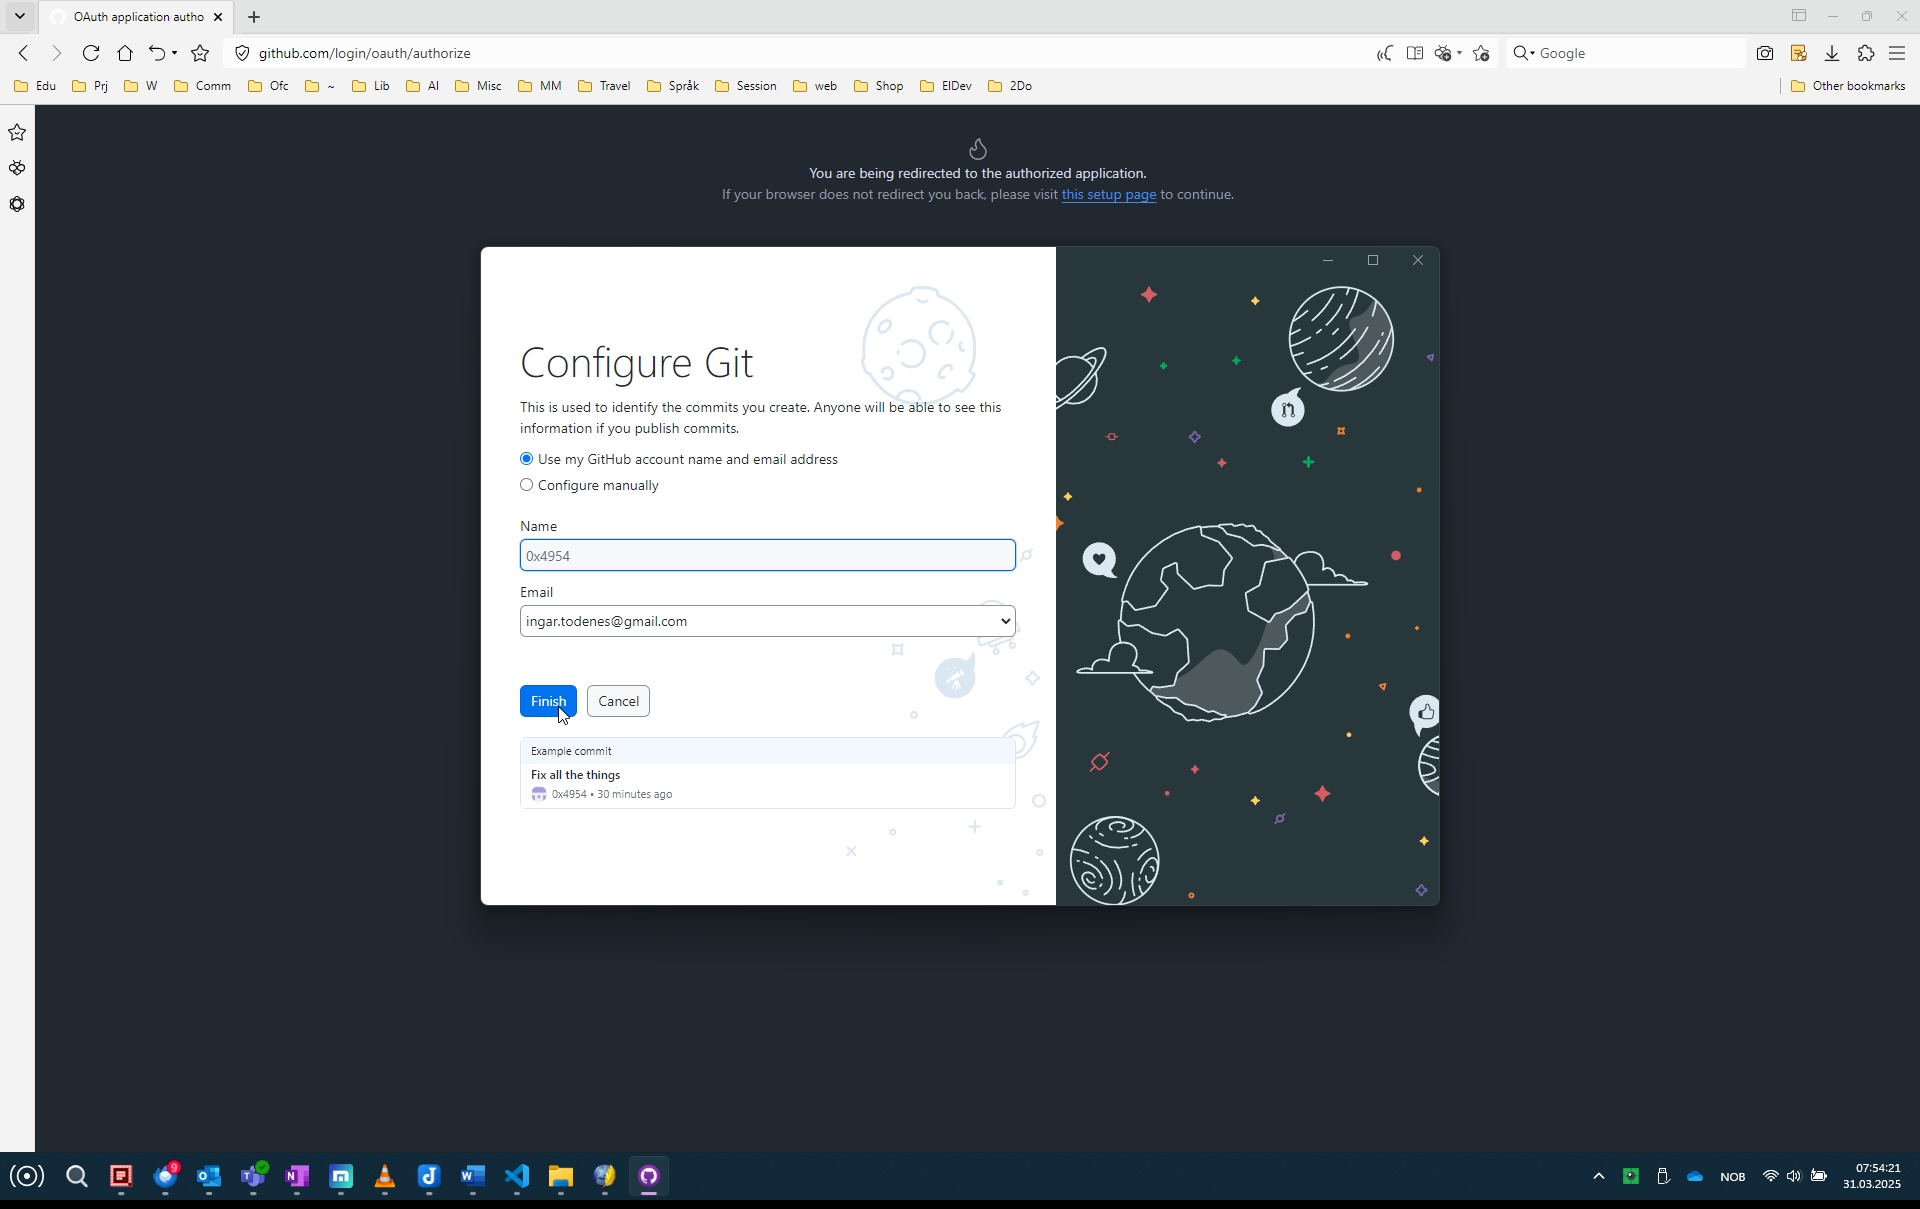 OAuth application autho
github.com/login/oauth/authorize
Google
Edu
Prj
W
Comm
Ofc
~
Lib
AI
Misc
MM
Travel
Språk
Session
web
Shop
ElDev
2Do
Other bookmarks
You are being redirected to the authorized application.
If your browser does not redirect you back, please visit this setup page to continue.
Configure Git
This is used to identify the commits you create. Anyone will be able to see this
information if you publish commits.
Use my GitHub account name and email address
Configure manually
Name
0x4954
Email
ingar.todenes@gmail.com
Finish
Cancel
Example commit
Fix all the things
0x4954 • 30 minutes ago
9
NOB
07:54:21
31.03.2025